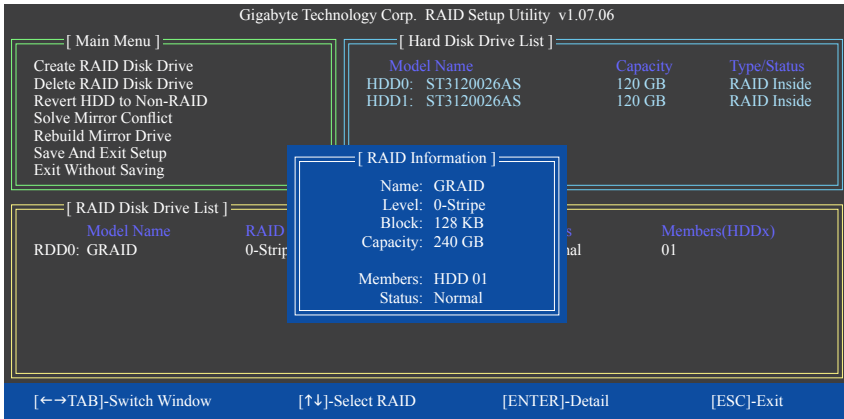 Gigabyte Technology Corp. RAID Setup Utility v1.07.06
[ Main Menu ]
Create RAID Disk Drive
Delete RAID Disk Drive
Revert HDD to Non-RAID
Solve Mirror Conflict
Rebuild Mirror Drive
Save And Exit Setup
Exit Without Saving
[ Hard Disk Drive List ]
Model Name Capacity Type/Status
HDD0: ST3120026AS 120 GB RAID Inside
HDD1: ST3120026AS 120 GB RAID Inside
[ RAID Information ]
Name: GRAID
Level: 0-Stripe
Block: 128 KB
Capacity: 240 GB
Members: HDD 01
Status: Normal
[ RAID Disk Drive List ]
Model Name RAID Members(HDDx)
RDD0: GRAID 0-Strip 01
[←→TAB]-Switch Window [↑↓]-Select RAID [ENTER]-Detail [ESC]-Exit